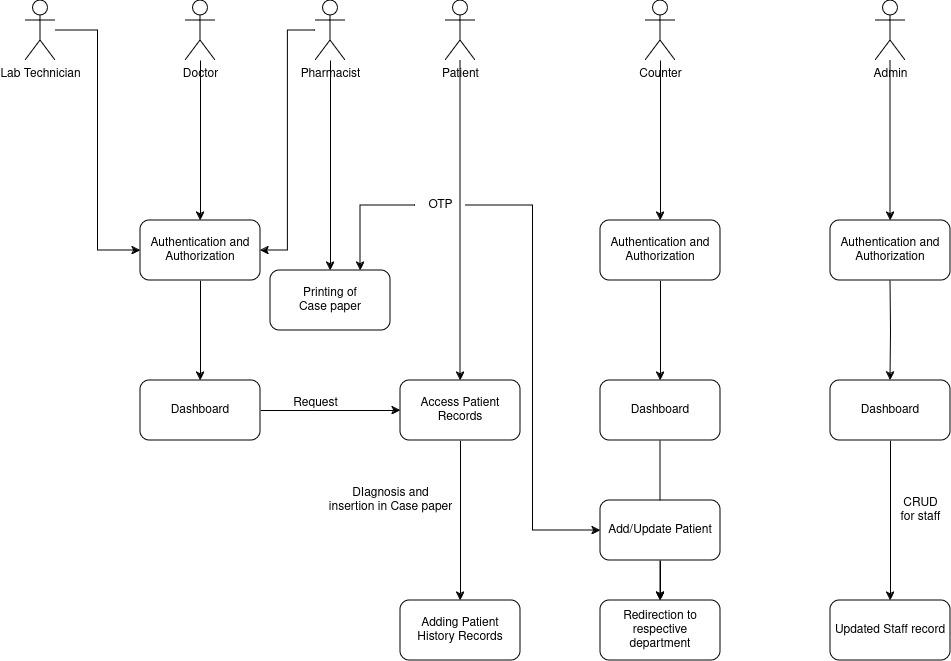 Lab Technician
Doctor
Pharmacist
Patient
Counter
Admin
OTP
Authentication and
Authorization
Authentication and
Authorization
Authentication and
Authorization
Printing of
Case paper
Dashboard
Request
Access Patient
Records
Dashboard
Dashboard
DIagnosis and
insertion in Case paper
CRUD
for staff
Add/Update Patient
Adding Patient
History Records
Redirection to
respective
department
Updated Staff record